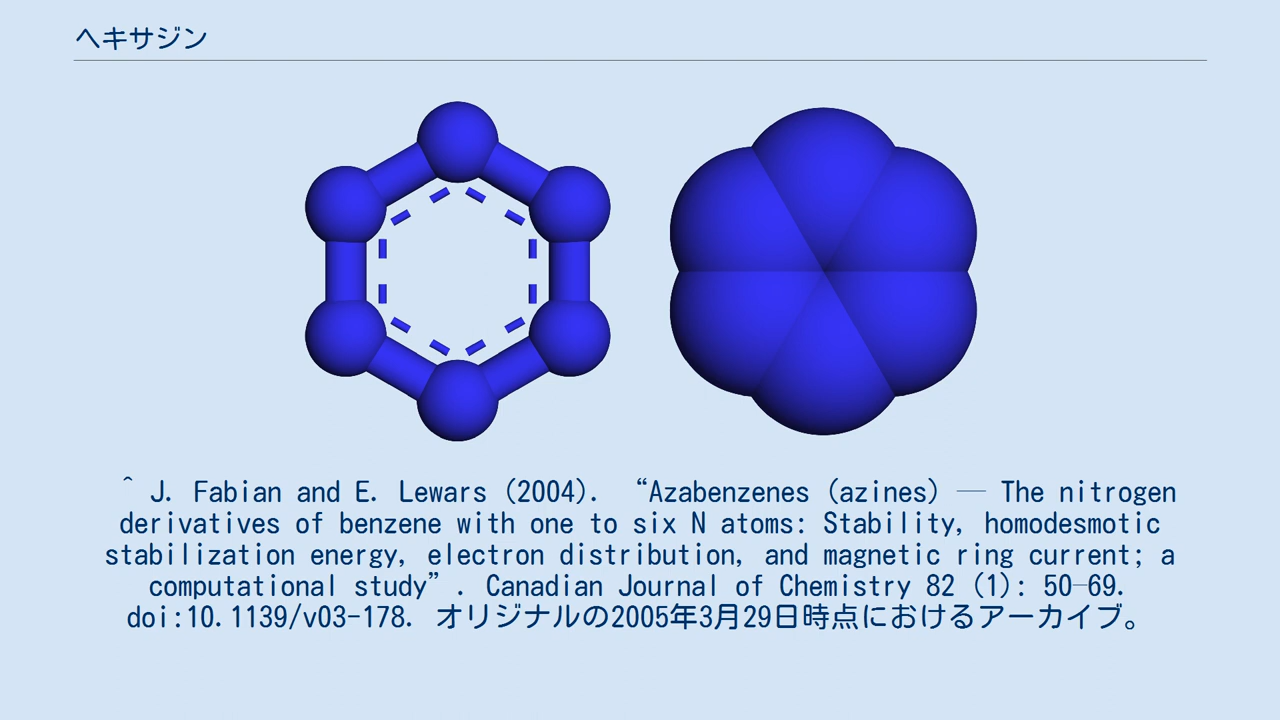 ヘキサジン
^ J. Fabian and E. Lewars (2004). “Azabenzenes (azines) — The nitrogen
derivatives of benzene with one to six N atoms: Stability, homodesmotic
stabilization energy, electron distribution, and magnetic ring current; a
computational study” . Canadian Journal of Chemistry 82 (1): 50–69.
doi:10.1139/v03-178. オリジナルの2005年3月29日時点におけるアーカイブ。